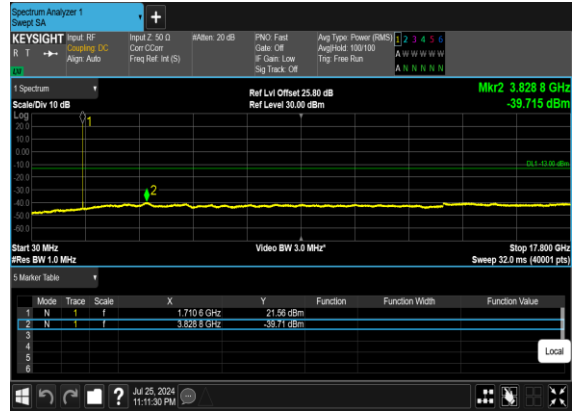 Spectrum Analyzer 1
Swept SA
+
KEYSIGHT Input: RF Input Z: 50 Ω #Atten: 20 dB PNO: Fast Avg Type: Power (RMS) 1 2 3 4 5 6
R T Coupling: DC Corr CCorr Gate: Off Avg|Hold: 100/100 A W W W W W
Align: Auto Freq Ref: Int (S) IF Gain: Low Trig: Free Run
Sig Track: Off A N N N N N
1 Spectrum Ref Lvl Offset 25.80 dB Mkr2 3.828 8 GHz
Scale/Div 10 dB Ref Level 30.00 dBm -39.715 dBm
Log
1
20.0
10.0
0.00
-10.0
DL1 -13.00 dBm
-20.0
-30.0
2
-40.0
-50.0
-60.0
Start 30 MHz Video BW 3.0 MHz* Stop 17.800 GHz
#Res BW 1.0 MHz Sweep 32.0 ms (40001 pts)
5 Marker Table
Mode Trace Scale X Y Function Function Width Function Value
1 N 1 f 1.710 6 GHz 21.56 dBm
2 N 1 f 3.828 8 GHz -39.71 dBm
3
4
5
6
Local
? Jul 25, 2024
11:11:30 PM